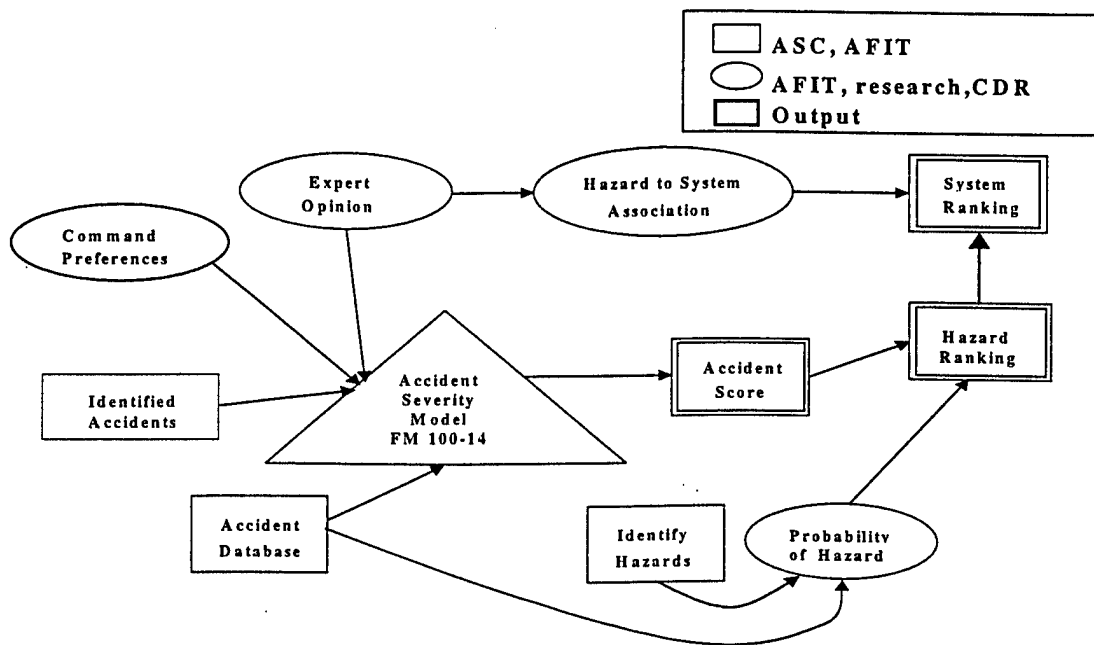 ASC, AFIT
AFIT, research,CDR
Output
Expert
Opinion
Hazard to System
Association
System
Ranking
Command
Preferences
Hazard
Ranking
Accident
Score
Accident
Severity
Model
FM 100-14
Identified
Accidents
Accident
Database
Identify
Hazards
Probability
of Hazard